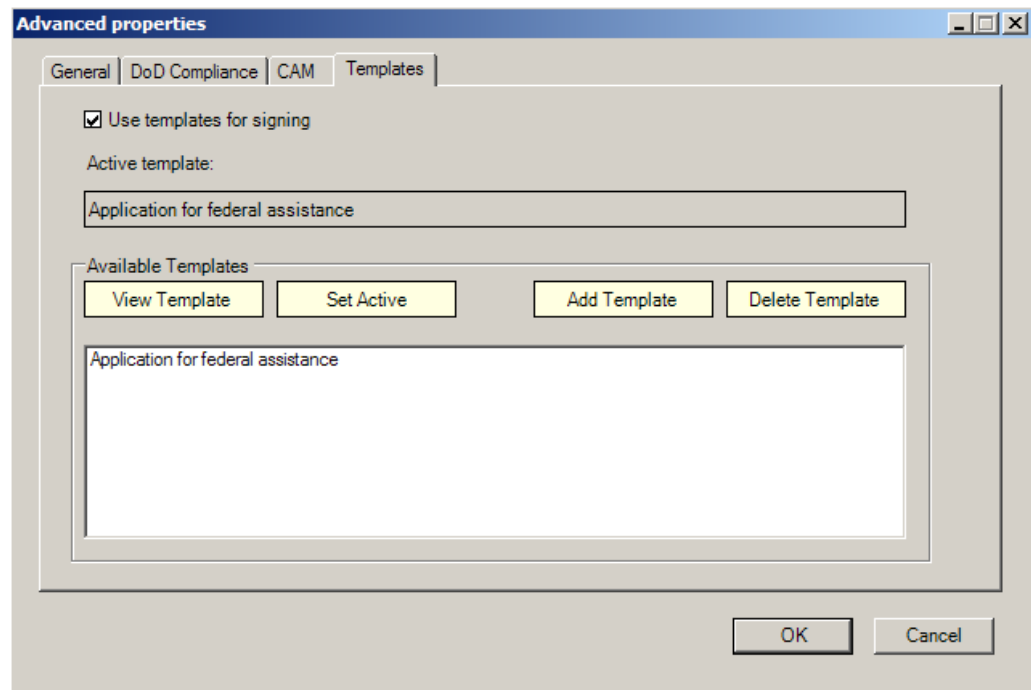 Advanced properties
General DoD Compliance CAM Templates
Use templates for signing
Active template:
Application for federal assistance
Available Templates
View Template Set Active Add Template Delete Template
Application for federal assistance
OK Cancel